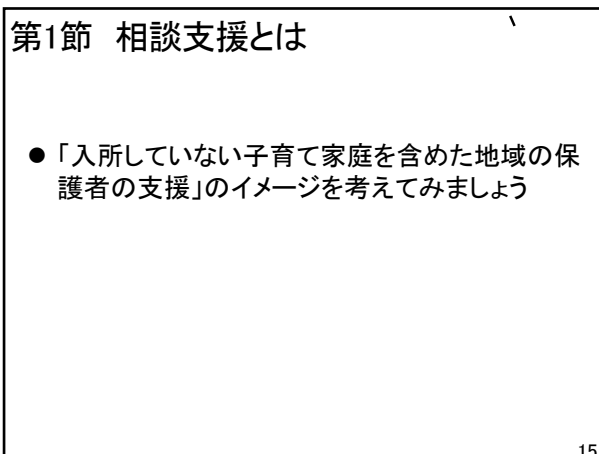 第1節　相談支援とは
● 「入所していない子育て家庭を含めた地域の保
護者の支援」のイメージを考えてみましょう
15